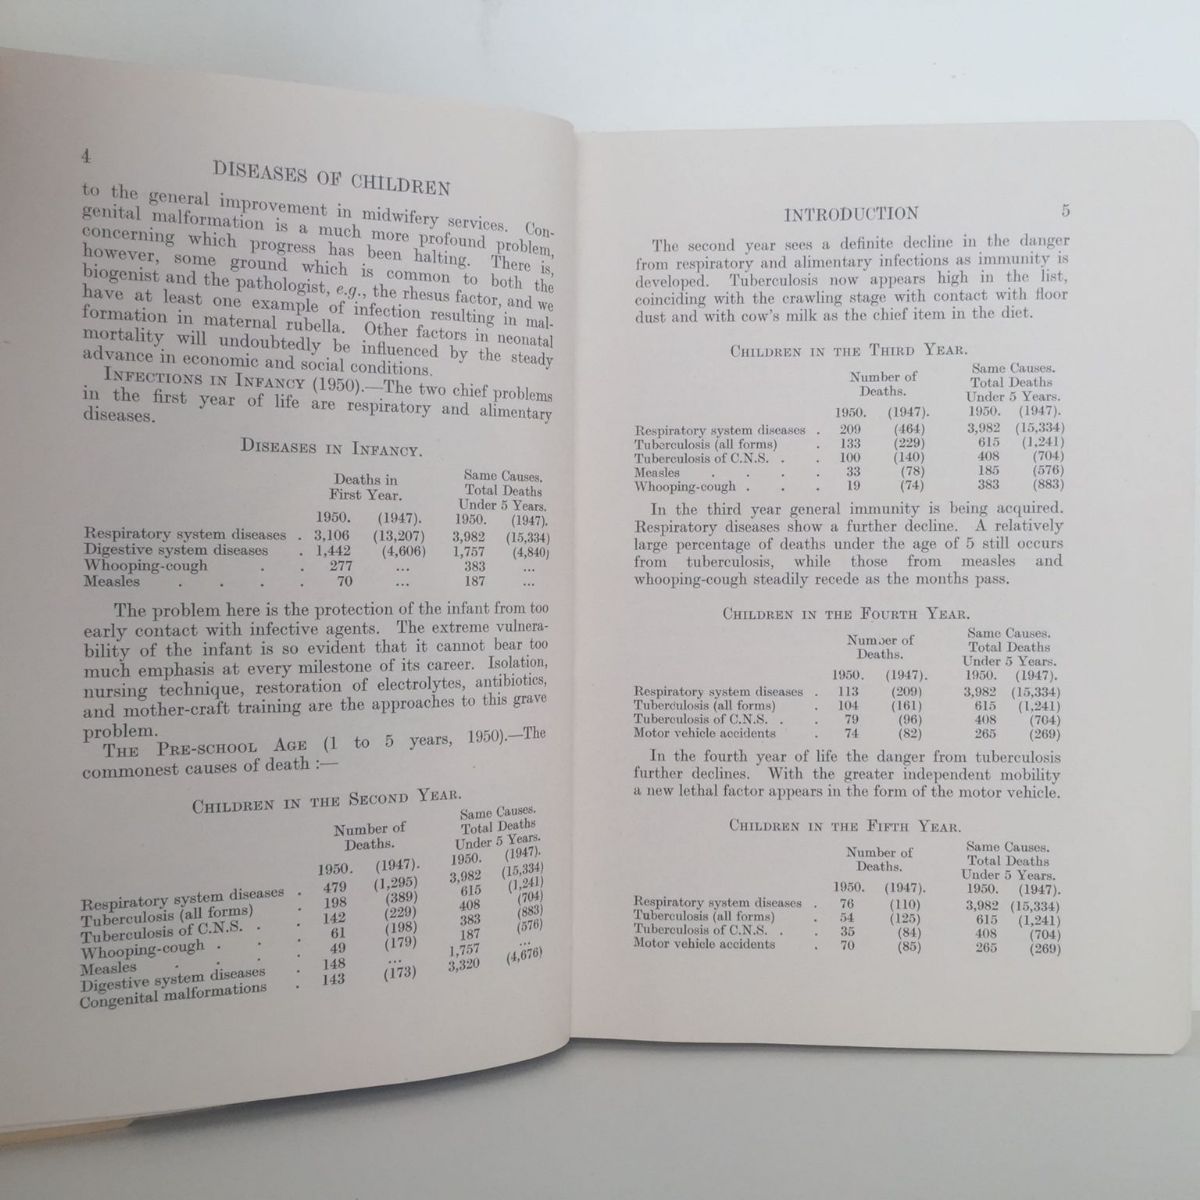 4
DISEASES OF CHILDREN
to the general improvement in midwifery services. Con-
genital malformation is a much more profound problem,
concerning which progress has been halting. There is,
however, some ground which is common to both the
biogenist and the pathologist, e.g., the rhesus factor, and we
have at least one example of infection resulting in mal-
formation in maternal rubella. Other factors in neonatal
mortality will undoubtedly be influenced by the steady
advance in economic and social conditions.
INFECTIONS IN INFANCY (1950).—The two chief problems
in the first year of life are respiratory and alimentary
diseases.
DISEASES IN INFANCY.
Deaths in First Year. Same Causes. Total Deaths Under 5 Years.
1950. (1947). 1950. (1947).
Respiratory system diseases . 3,106 (13,207) 3,982 (15,334)
Digestive system diseases . 1,442 (4,606) 1,757 (4,840)
Whooping-cough . . 277 ... 383 ...
Measles . . . . 70 ... 187 ...
The problem here is the protection of the infant from too
early contact with infective agents. The extreme vulnera-
bility of the infant is so evident that it cannot bear too
much emphasis at every milestone of its career. Isolation,
nursing technique, restoration of electrolytes, antibiotics,
and mother-craft training are the approaches to this grave
problem.
THE PRE-SCHOOL AGE (1 to 5 years, 1950).—The
commonest causes of death :—
CHILDREN IN THE SECOND YEAR.
Number of Deaths. Same Causes. Total Deaths Under 5 Years.
1950. (1947). 1950. (1947).
Respiratory system diseases . 479 (1,295) 3,982 (15,334)
Tuberculosis (all forms) . 198 (389) 615 (1,241)
Tuberculosis of C.N.S. . . 142 (229) 408 (704)
Whooping-cough . . . 61 (198) 383 (883)
Measles . . . . 49 (179) 187 (576)
Digestive system diseases . 148 ... 1,757 ...
Congenital malformations . 143 (173) 3,320 (4,676)
INTRODUCTION 5
The second year sees a definite decline in the danger
from respiratory and alimentary infections as immunity is
developed. Tuberculosis now appears high in the list,
coinciding with the crawling stage with contact with floor
dust and with cow's milk as the chief item in the diet.
CHILDREN IN THE THIRD YEAR.
Number of Deaths. Same Causes. Total Deaths Under 5 Years.
1950. (1947). 1950. (1947).
Respiratory system diseases . 209 (464) 3,982 (15,334)
Tuberculosis (all forms) . 133 (229) 615 (1,241)
Tuberculosis of C.N.S. . . 100 (140) 408 (704)
Measles . . . . 33 (78) 185 (576)
Whooping-cough . . . 19 (74) 383 (883)
In the third year general immunity is being acquired.
Respiratory diseases show a further decline. A relatively
large percentage of deaths under the age of 5 still occurs
from tuberculosis, while those from measles and
whooping-cough steadily recede as the months pass.
CHILDREN IN THE FOURTH YEAR.
Number of Deaths. Same Causes. Total Deaths Under 5 Years.
1950. (1947). 1950. (1947).
Respiratory system diseases . 113 (209) 3,982 (15,334)
Tuberculosis (all forms) . 104 (161) 615 (1,241)
Tuberculosis of C.N.S. . . 79 (96) 408 (704)
Motor vehicle accidents . 74 (82) 265 (269)
In the fourth year of life the danger from tuberculosis
further declines. With the greater independent mobility
a new lethal factor appears in the form of the motor vehicle.
CHILDREN IN THE FIFTH YEAR.
Number of Deaths. Same Causes. Total Deaths Under 5 Years.
1950. (1947). 1950. (1947).
Respiratory system diseases . 76 (110) 3,982 (15,334)
Tuberculosis (all forms) . 54 (125) 615 (1,241)
Tuberculosis of C.N.S. . . 35 (84) 408 (704)
Motor vehicle accidents . 70 (85) 265 (269)